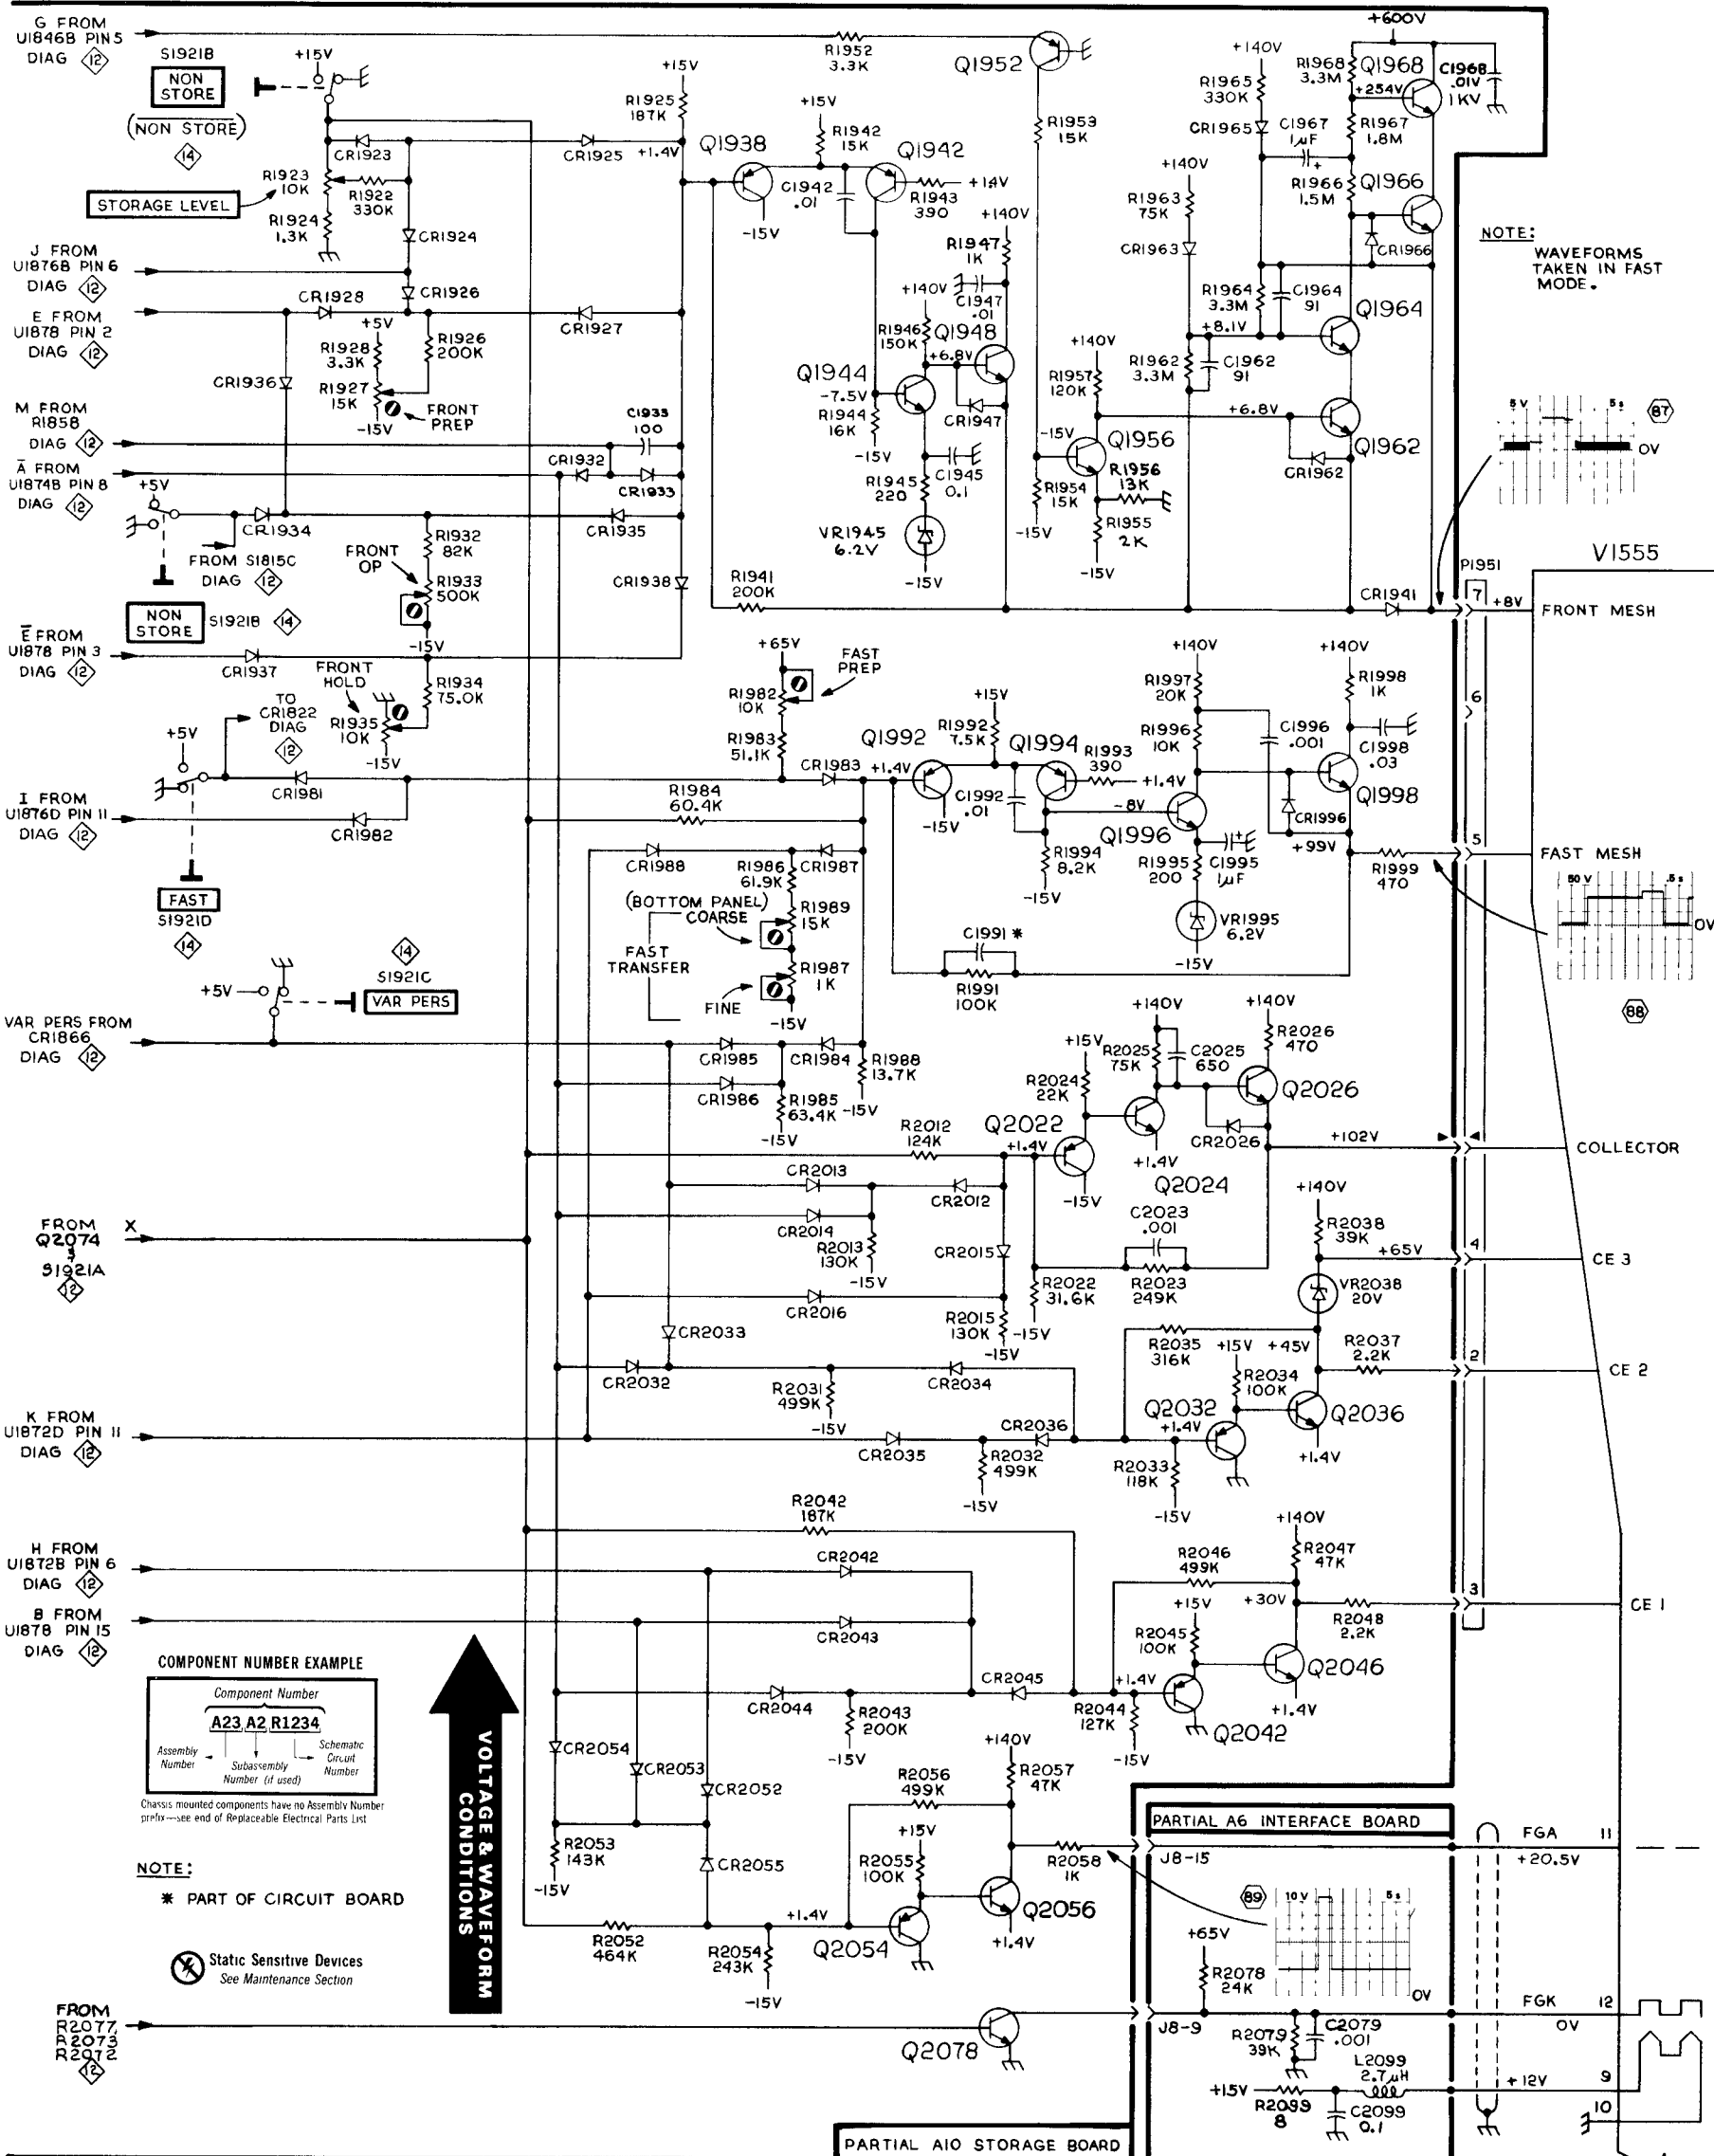 G FROM
U1846B PIN 5
DIAG 12
S1921B
NON
STORE
(NON STORE)
14
+15V
R1952
3.3K
Q1952
+15V
R1925
187K
CR1923
CR1925
+1.4V
R1923
10K
STORAGE LEVEL
R1922
330K
R1924
1.3K
CR1924
Q1938
+15V
R1942
15K
Q1942
C1942
.01
-15V
R1943
390
+14V
R1953
15K
+140V
R1965
330K
CR1965
C1967
1µF
+
+600V
R1968
3.3M
Q1968
+254V
C1968
.01V
1KV
R1967
1.8M
R1966
1.5M
Q1966
CR1966
+140V
R1963
75K
CR1963
R1964
3.3M
C1964
91
Q1964
+8.1V
R1962
3.3M
C1962
91
+6.8V
Q1962
CR1962
NOTE:
WAVEFORMS
TAKEN IN FAST
MODE.
J FROM
U1876B PIN 6
DIAG 12
CR1926
E FROM
U1878 PIN 2
DIAG 12
CR1928
CR1927
+5V
R1928
3.3K
R1926
200K
R1927
15K
FRONT
PREP
-15V
CR1936
+140V
R1947
1K
C1947
.01
+140V
R1946
150K
Q1948
+6.8V
Q1944
-7.5V
R1944
16K
-15V
CR1947
R1945
220
C1945
0.1
VR1945
6.2V
-15V
+140V
R1957
120K
-15V
Q1956
R1956
13K
R1954
15K
-15V
R1955
2K
-15V
M FROM
R1858
DIAG 12
C1933
100
A FROM
U1874B PIN 8
DIAG 12
CR1932
CR1933
+5V
CR1934
CR1935
FROM S1815C
DIAG 12
R1932
82K
FRONT
OP
R1933
500K
-15V
CR1938
NON
STORE
S1921B
14
R1941
200K
CR1941
5V
5s
87
0V
P1951
V1555
7
+8V
FRONT MESH
E FROM
U1878 PIN 3
DIAG 12
CR1937
FRONT
HOLD
R1934
75.0K
R1935
10K
-15V
TO
CR1822
DIAG
12
+5V
CR1981
+65V
FAST
PREP
R1982
10K
R1983
51.1K
CR1983
+1.4V
Q1992
+15V
R1992
7.5K
Q1994
R1993
390
+1.4V
C1992
.01
-15V
-8V
R1994
8.2K
-15V
+140V
R1997
20K
R1996
10K
C1996
.001
Q1996
R1995
200
C1995
1µF
VR1995
6.2V
-15V
+140V
R1998
1K
C1998
.03
Q1998
CR1996
+99V
R1999
470
6
5
FAST MESH
50 V
.5s
0V
88
I FROM
U1876D PIN 11
DIAG 12
CR1982
FAST
S1921D
14
R1984
60.4K
CR1988
R1986
61.9K
CR1987
(BOTTOM PANEL)
COARSE
R1989
15K
FAST
TRANSFER
R1987
1K
FINE
-15V
C1991 *
R1991
100K
14
S1921C
+5V
VAR PERS
VAR PERS FROM
CR1866
DIAG 12
CR1985
CR1984
CR1986
R1988
13.7K
-15V
R1985
63.4K
-15V
R2012
124K
+15V
R2024
22K
Q2022
+1.4V
-15V
+140V
R2025
75K
C2025
650
+1.4V
Q2024
+140V
R2026
470
Q2026
CR2026
+102V
COLLECTOR
CR2013
CR2012
CR2014
R2013
130K
-15V
CR2015
CR2016
R2015
130K
-15V
R2022
31.6K
-15V
C2023
.001
R2023
249K
FROM
Q2074
S1921A
12
X
+140V
R2038
39K
+65V
4
CE 3
VR2038
20V
CR2033
R2035
316K
+15V
+45V
R2037
2.2K
2
CE 2
CR2032
R2031
499K
-15V
CR2034
R2034
100K
Q2032
+1.4V
Q2036
+1.4V
K FROM
U1872D PIN 11
DIAG 12
CR2035
CR2036
R2032
499K
-15V
R2033
118K
-15V
R2042
187K
+140V
R2047
47K
H FROM
U1872B PIN 6
DIAG 12
CR2042
R2046
499K
+30V
3
CE 1
B FROM
U1878 PIN 15
DIAG 12
CR2043
+15V
R2045
100K
R2048
2.2K
Q2046
+1.4V
CR2045
+1.4V
CR2044
R2043
200K
-15V
R2044
127K
-15V
Q2042
COMPONENT NUMBER EXAMPLE
Component Number
A23 A2 R1234
Assembly
Number
Subassembly
Number (if used)
Schematic
Circuit
Number
Chassis mounted components have no Assembly Number
prefix—see end of Replaceable Electrical Parts List
VOLTAGE & WAVEFORM
CONDITIONS
CR2054
CR2053
CR2052
R2053
143K
-15V
CR2055
+140V
R2057
47K
R2056
499K
+15V
R2055
100K
+1.4V
Q2054
Q2056
+1.4V
R2052
464K
R2054
243K
-15V
R2058
1K
PARTIAL A6 INTERFACE BOARD
J8-15
FGA
11
+20.5V
89
10 V
5s
0V
+65V
R2078
24K
NOTE:
* PART OF CIRCUIT BOARD
Static Sensitive Devices
See Maintenance Section
FROM
R2077
R2073
R2072
12
Q2078
J8-9
R2079
39K
C2079
.001
FGK
12
0V
L2099
2.7µH
+15V
R2099
8
C2099
0.1
+12V
9
10
PARTIAL A10 STORAGE BOARD